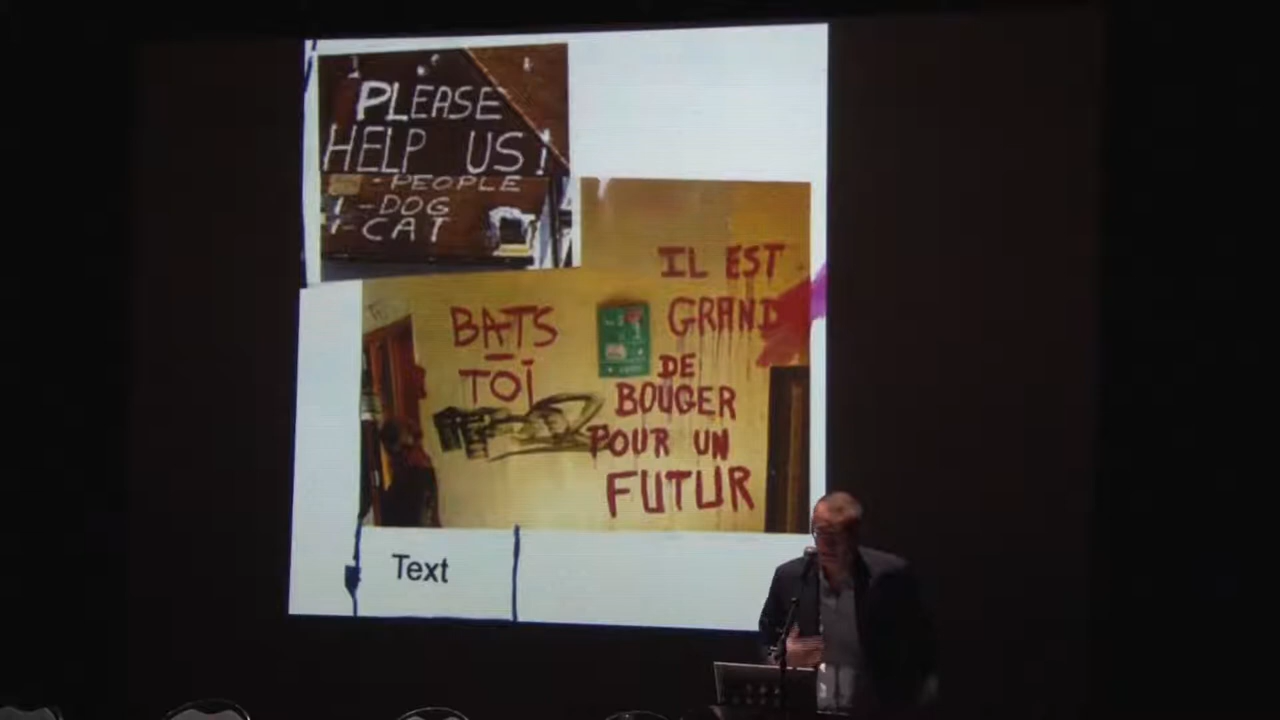 PLEASE
HELP US!
- PEOPLE
1 - DOG
1 - CAT
BATS
TOI
IL EST
GRAND
DE
BOUGER
POUR UN
FUTUR
Text